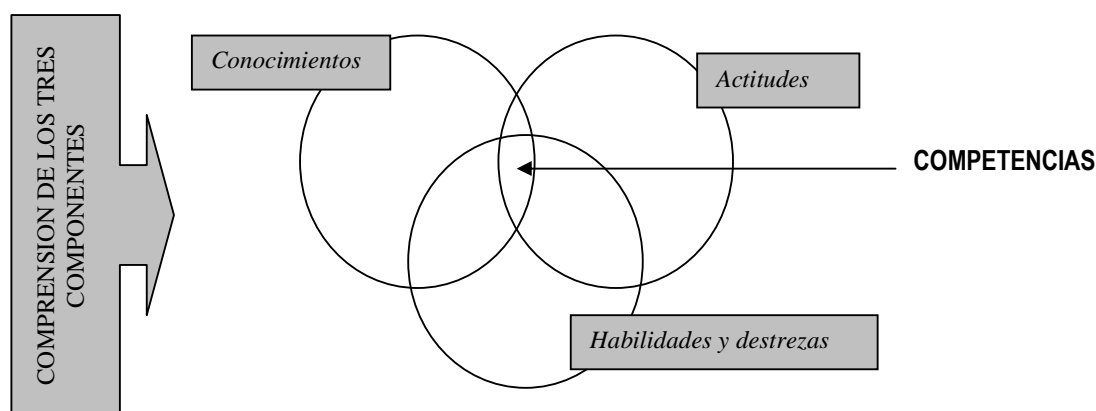 COMPRENSION DE LOS TRES
COMPONENTES
Conocimientos
Actitudes
COMPETENCIAS
Habilidades y destrezas